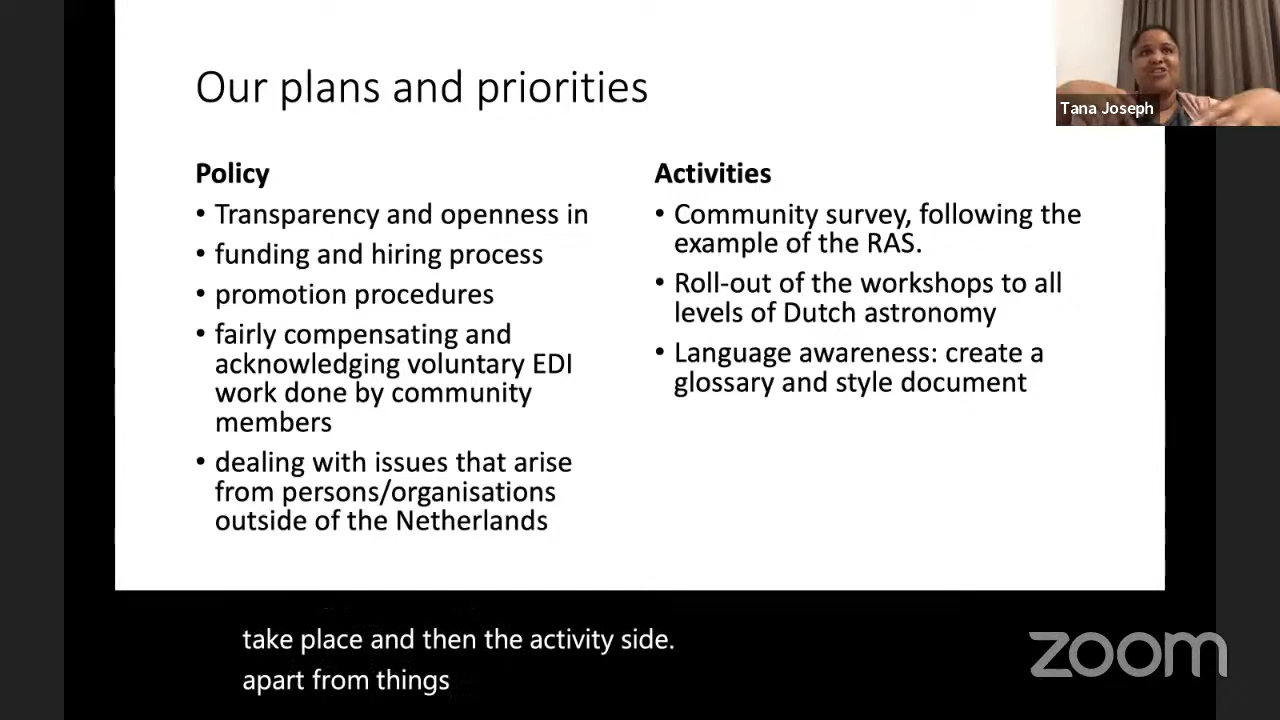 Our plans and priorities
Tana Joseph
Policy
• Transparency and openness in
• funding and hiring process
• promotion procedures
• fairly compensating and
acknowledging voluntary EDI
work done by community
members
• dealing with issues that arise
from persons/organisations
outside of the Netherlands
Activities
• Community survey, following the
example of the RAS.
• Roll-out of the workshops to all
levels of Dutch astronomy
• Language awareness: create a
glossary and style document
take place and then the activity side.
apart from things
zoom